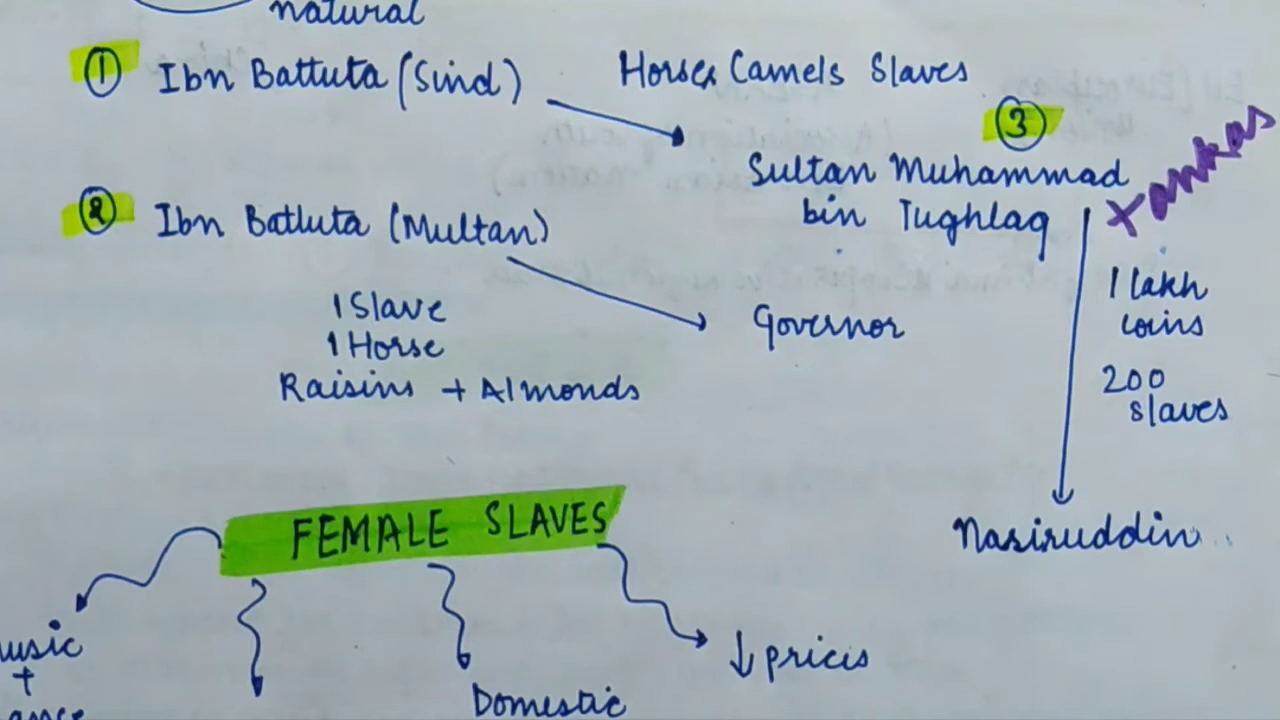 natural
① Ibn Battuta (Sind)
Horses Camels Slaves
③
Sultan Muhammad
bin Tughlaq
Tankas
② Ibn Battuta (Multan)
1 Slave
1 Horse
Raisins + Almonds
Governor
1 lakh
coins
200
slaves
Nasiruddin
FEMALE SLAVES
usic
+
ance
Domestic
↓ prices